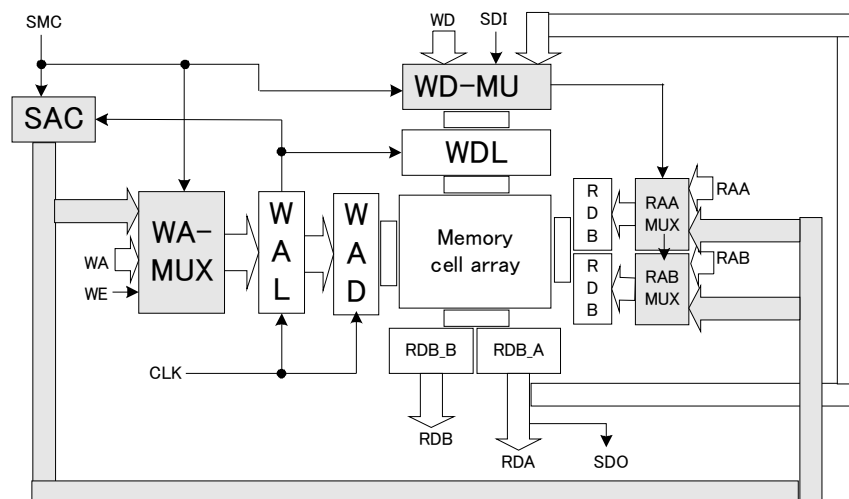 SMC
WD
SDI
WD-MU
SAC
WDL
WA-
MUX
WA
WE
W
A
L
W
A
D
Memory
cell array
R
D
B
RAA
MUX
RAA
R
D
B
RAB
MUX
RAB
CLK
RDB_B
RDB_A
RDB
RDA
SDO